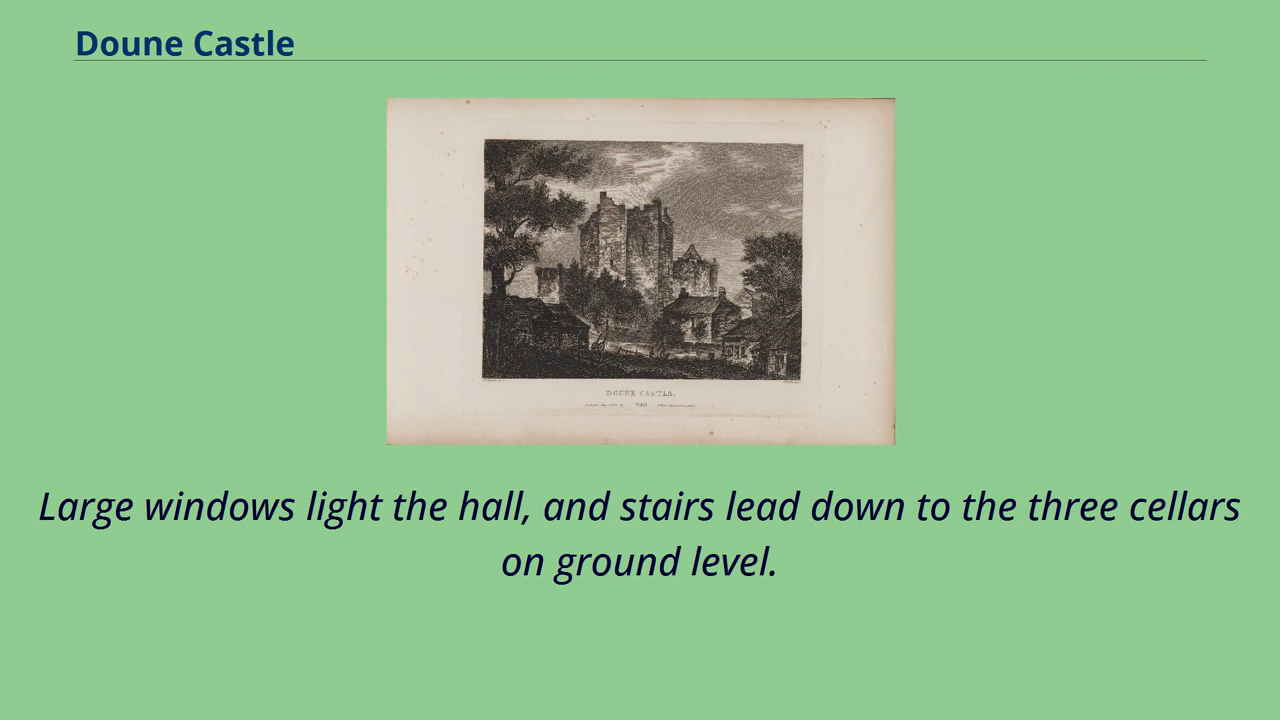 Doune Castle
DOUNE CASTLE.
Large windows light the hall, and stairs lead down to the three cellars
on ground level.